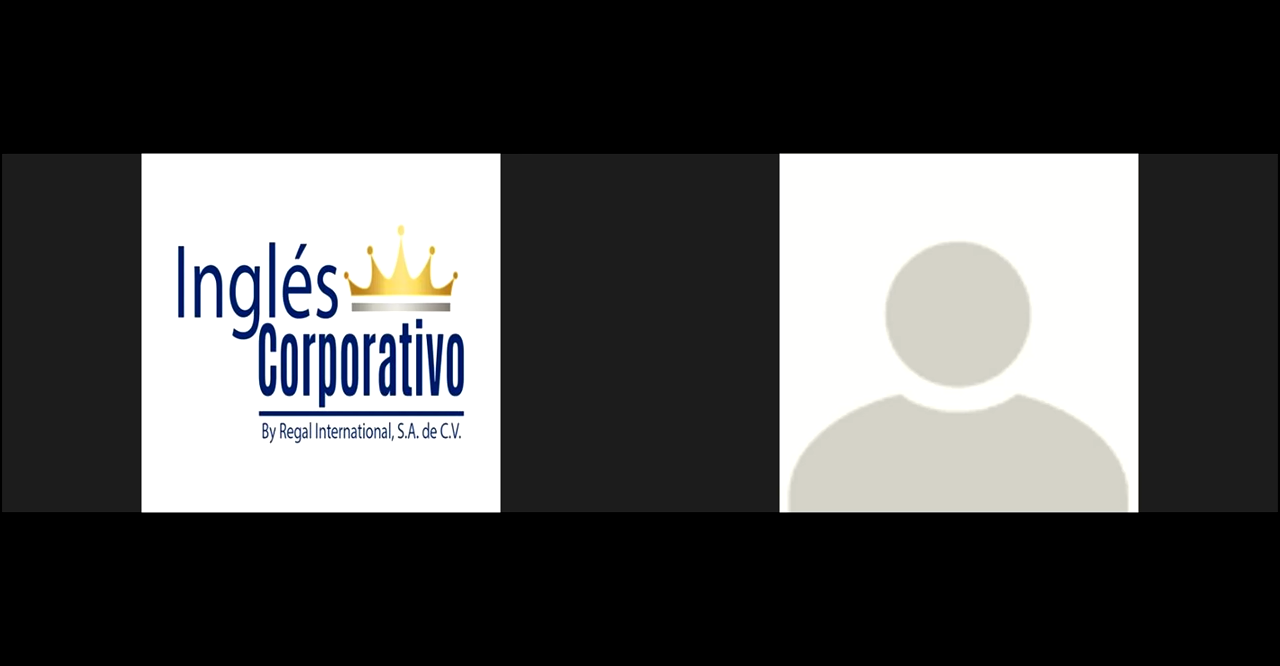 Inglés
Corporativo
By Regal International, S.A. de C.V.